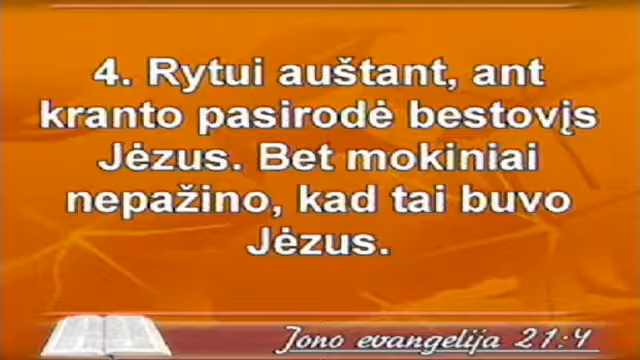 4. Rytui auštant, ant
kranto pasirodė bestovįs
Jėzus. Bet mokiniai
nepažino, kad tai buvo
Jėzus.
Jono evangelija 21:4